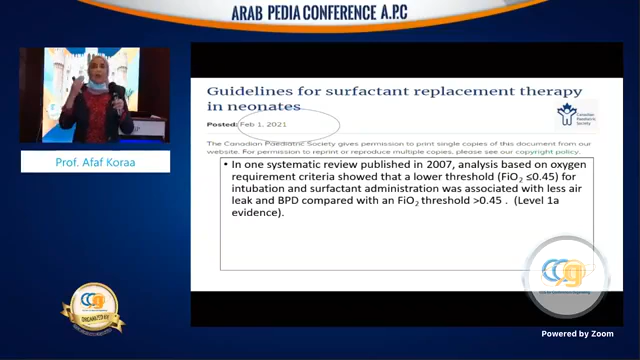 ARAB PEDIA CONFERENCE A.P.C
Guidelines for surfactant replacement therapy
in neonates
Posted: Feb 1, 2021
Canadian
Paediatric
Society
The Canadian Paediatric Society gives permission to print single copies of this document from our
website. For permission to reprint or reproduce multiple copies, please see our copyright policy.
• In one systematic review published in 2007, analysis based on oxygen
requirement criteria showed that a lower threshold (FiO₂ ≤0.45) for
intubation and surfactant administration was associated with less air
leak and BPD compared with an FiO₂ threshold >0.45 . (Level 1a
evidence).
Prof. Afaf Koraa
ORGANIZED BY
Powered by Zoom